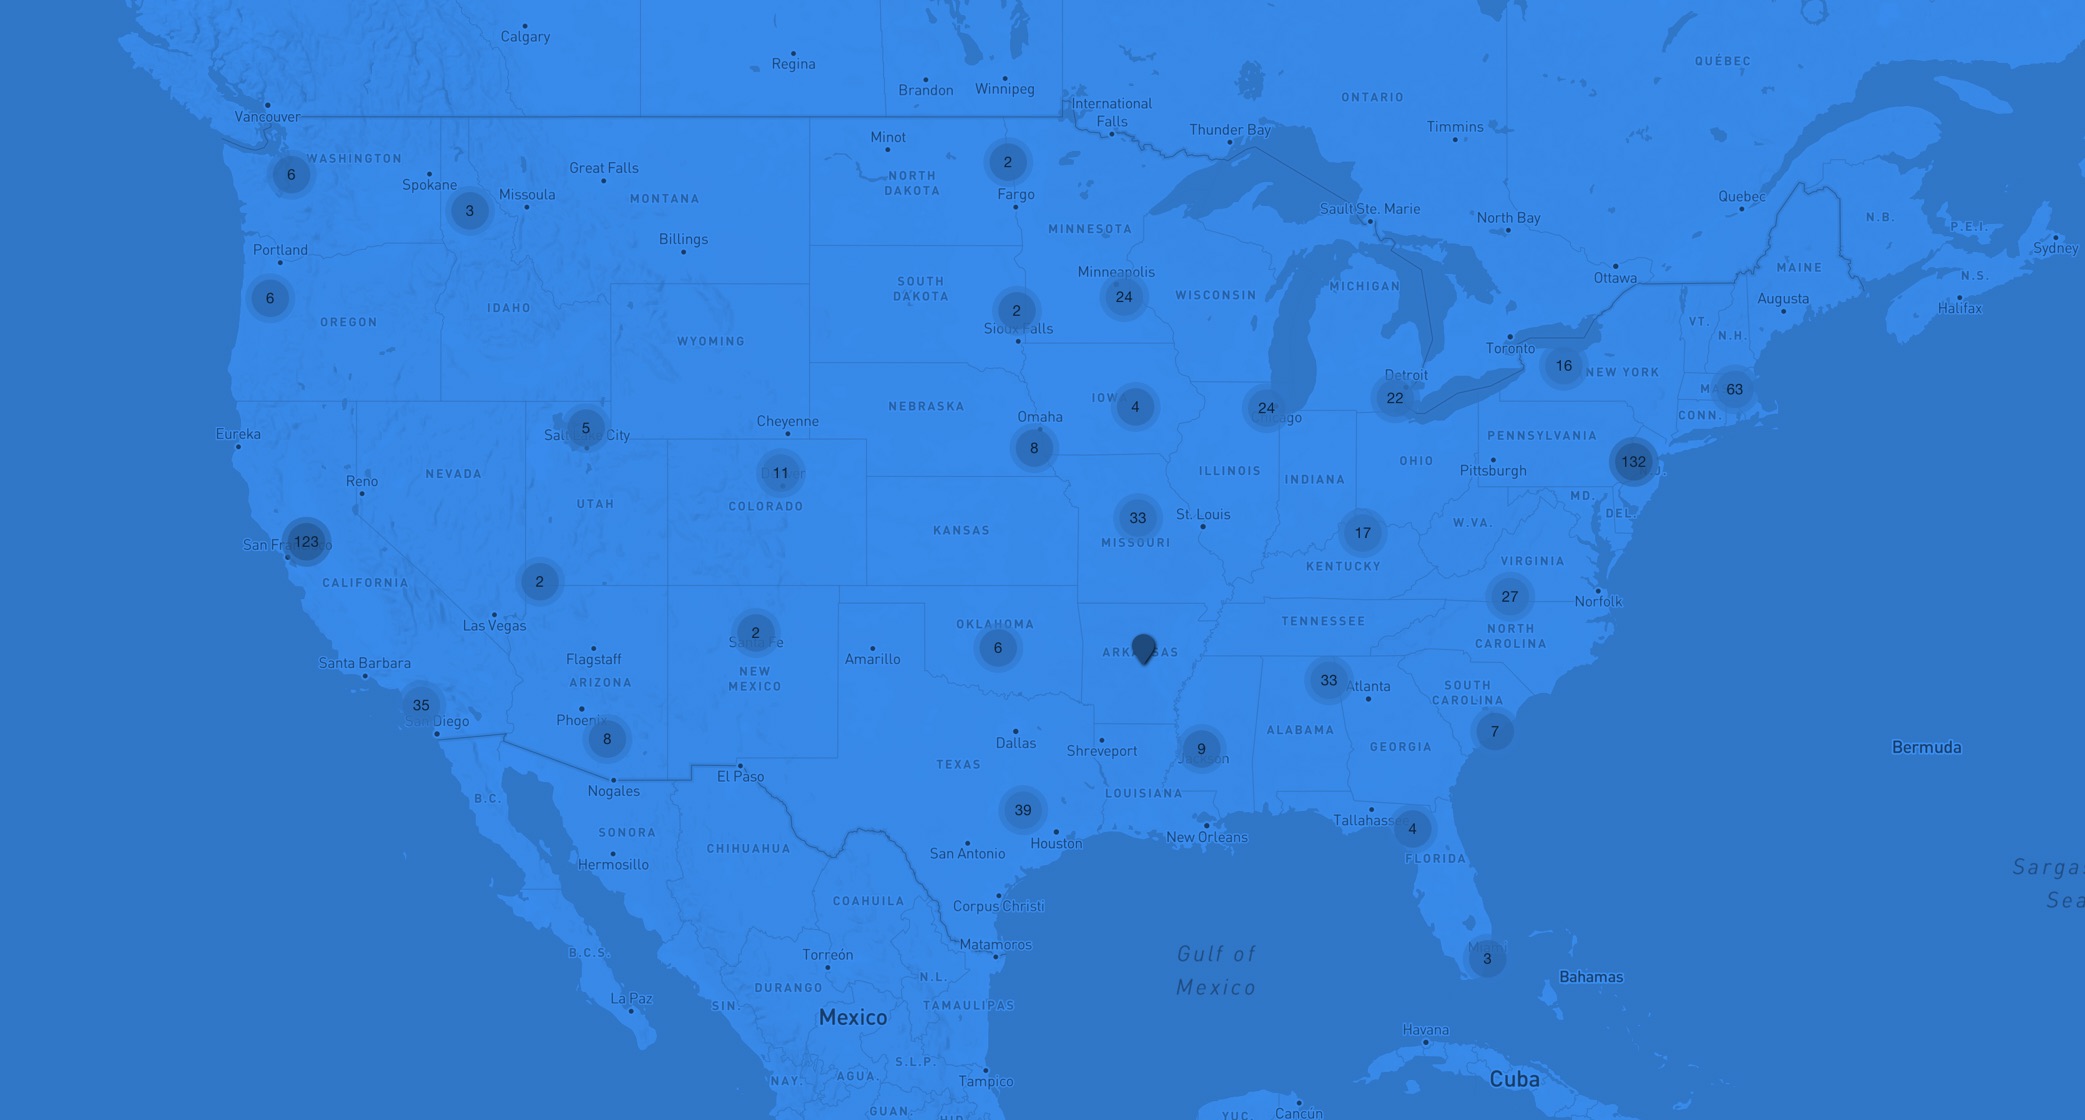 Calgary
Regina
QUÉBEC
Brandon
Winnipeg
ONTARIO
International
Falls
Vancouver
Thunder Bay
Timmins
Minot
WASHINGTON
2
Great Falls
6
NORTH
DAKOTA
Spokane
Missoula
MONTANA
Fargo
Quebec
3
Sault Ste. Marie
North Bay
N.B.
P.E.I.
MINNESOTA
Billings
Portland
Sydney
Minneapolis
Ottawa
MAINE
N.S.
SOUTH
DAKOTA
MICHIGAN
6
24
WISCONSIN
Augusta
IDAHO
2
Halifax
OREGON
Sioux Falls
VT.
N.H.
WYOMING
Toronto
16
NEW YORK
Detroit
63
22
NEBRASKA
4
24
Omaha
CONN.
Cheyenne
5
Eureka
Salt Lake City
PENNSYLVANIA
8
132
OHIO
NEVADA
11
ILLINOIS
Pittsburgh
Reno
INDIANA
UTAH
COLORADO
MD.
DEL.
33
St. Louis
W.VA.
KANSAS
17
123
San Francisco
MISSOURI
VIRGINIA
KENTUCKY
CALIFORNIA
2
27
Norfolk
Las Vegas
OKLAHOMA
TENNESSEE
NORTH
CAROLINA
2
Santa Fe
6
ARKANSAS
Flagstaff
Amarillo
Santa Barbara
NEW
MEXICO
ARIZONA
33
Atlanta
SOUTH
CAROLINA
35
San Diego
Phoenix
ALABAMA
7
8
Dallas
Shreveport
9
Jackson
GEORGIA
Bermuda
TEXAS
El Paso
Nogales
LOUISIANA
B.C.
39
Tallahassee
4
SONORA
New Orleans
Houston
CHIHUAHUA
San Antonio
FLORIDA
Hermosillo
COAHUILA
Corpus Christi
Matamoros
Miami
3
Gulf of
Mexico
B.C.S.
Torreón
N.L.
Bahamas
DURANGO
La Paz
SIN.
TAMAULIPAS
Mexico
Havana
S.L.P.
NAY.
AGUA.
Tampico
Cuba
GUAN.
YUC.
Cancún